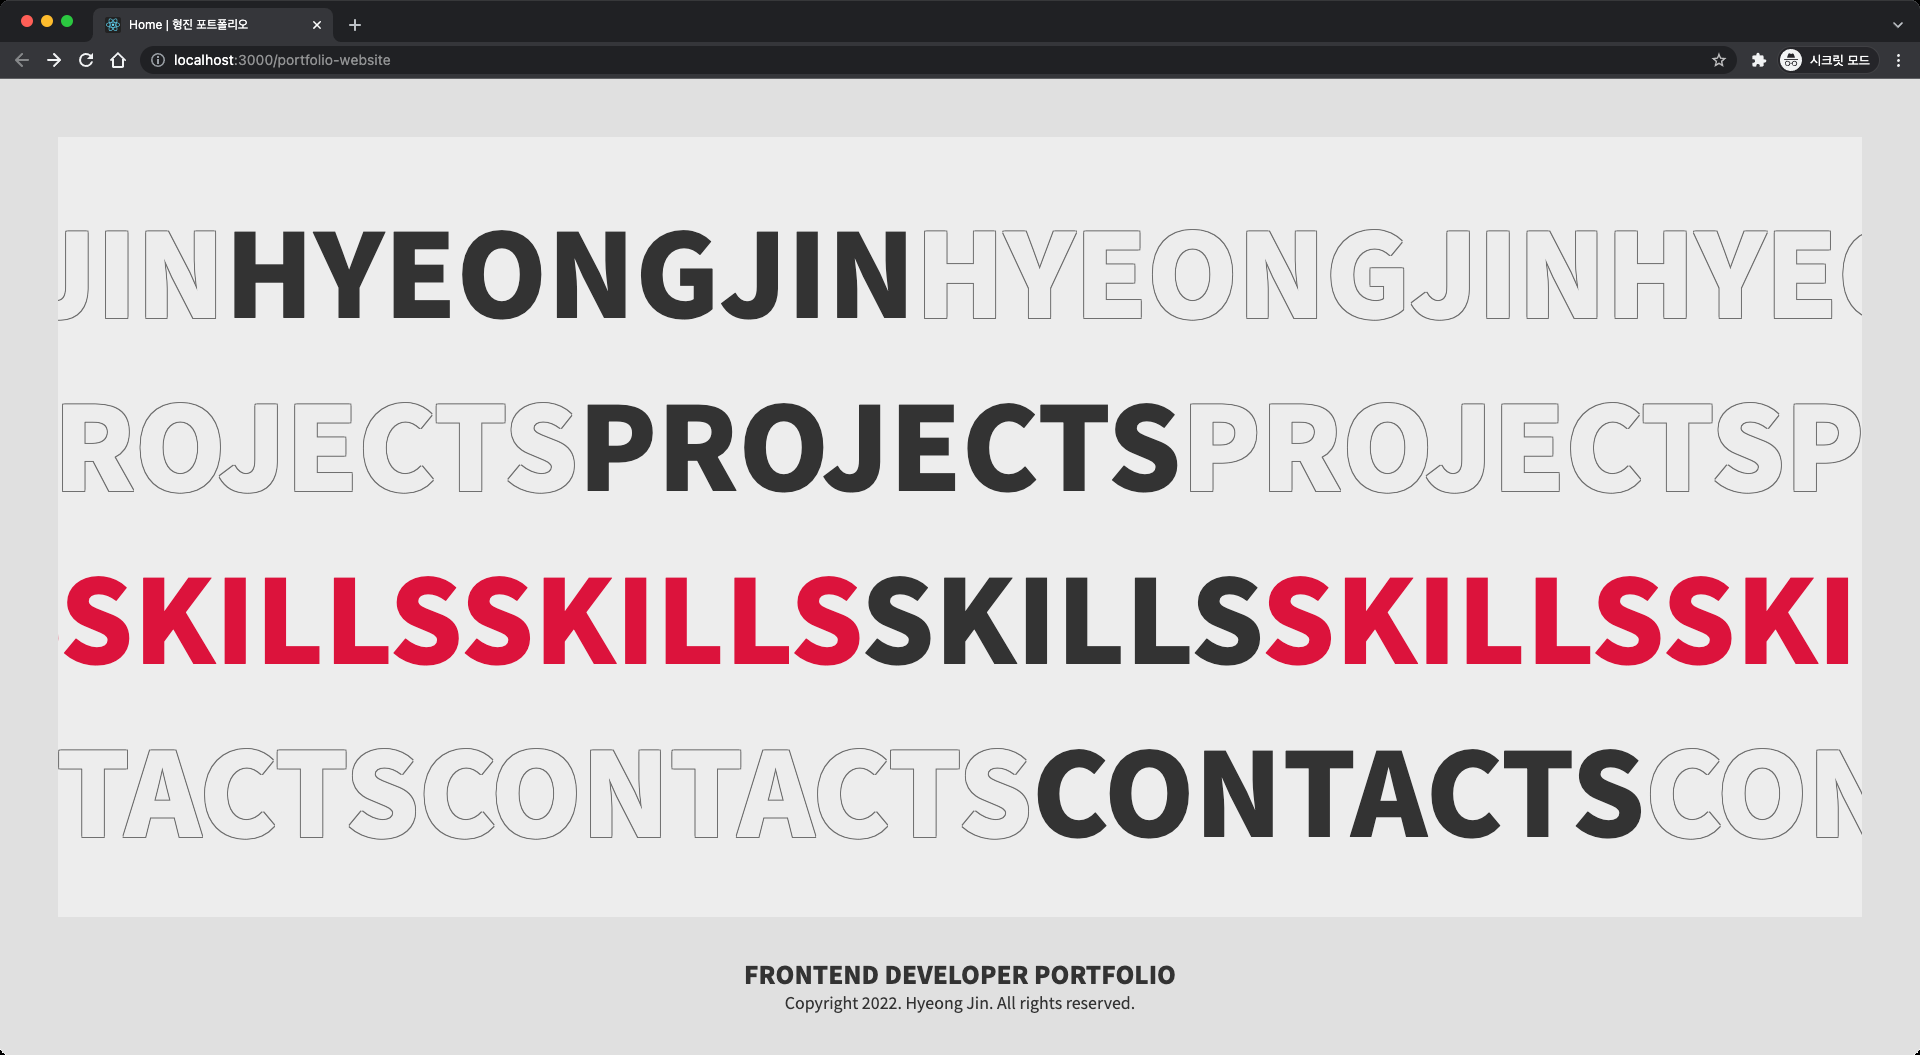 Home | 형진 포트폴리오
localhost:3000/portfolio-website
시크릿 모드
JINHYEONGJINHYEONGJINHYEO
ROJECTSPROJECTSPROJECTSP
SKILLSSKILLSSKILLSSKILLSSKI
TACTSCONTACTSCONTACTSCON
FRONTEND DEVELOPER PORTFOLIO
Copyright 2022. Hyeong Jin. All rights reserved.